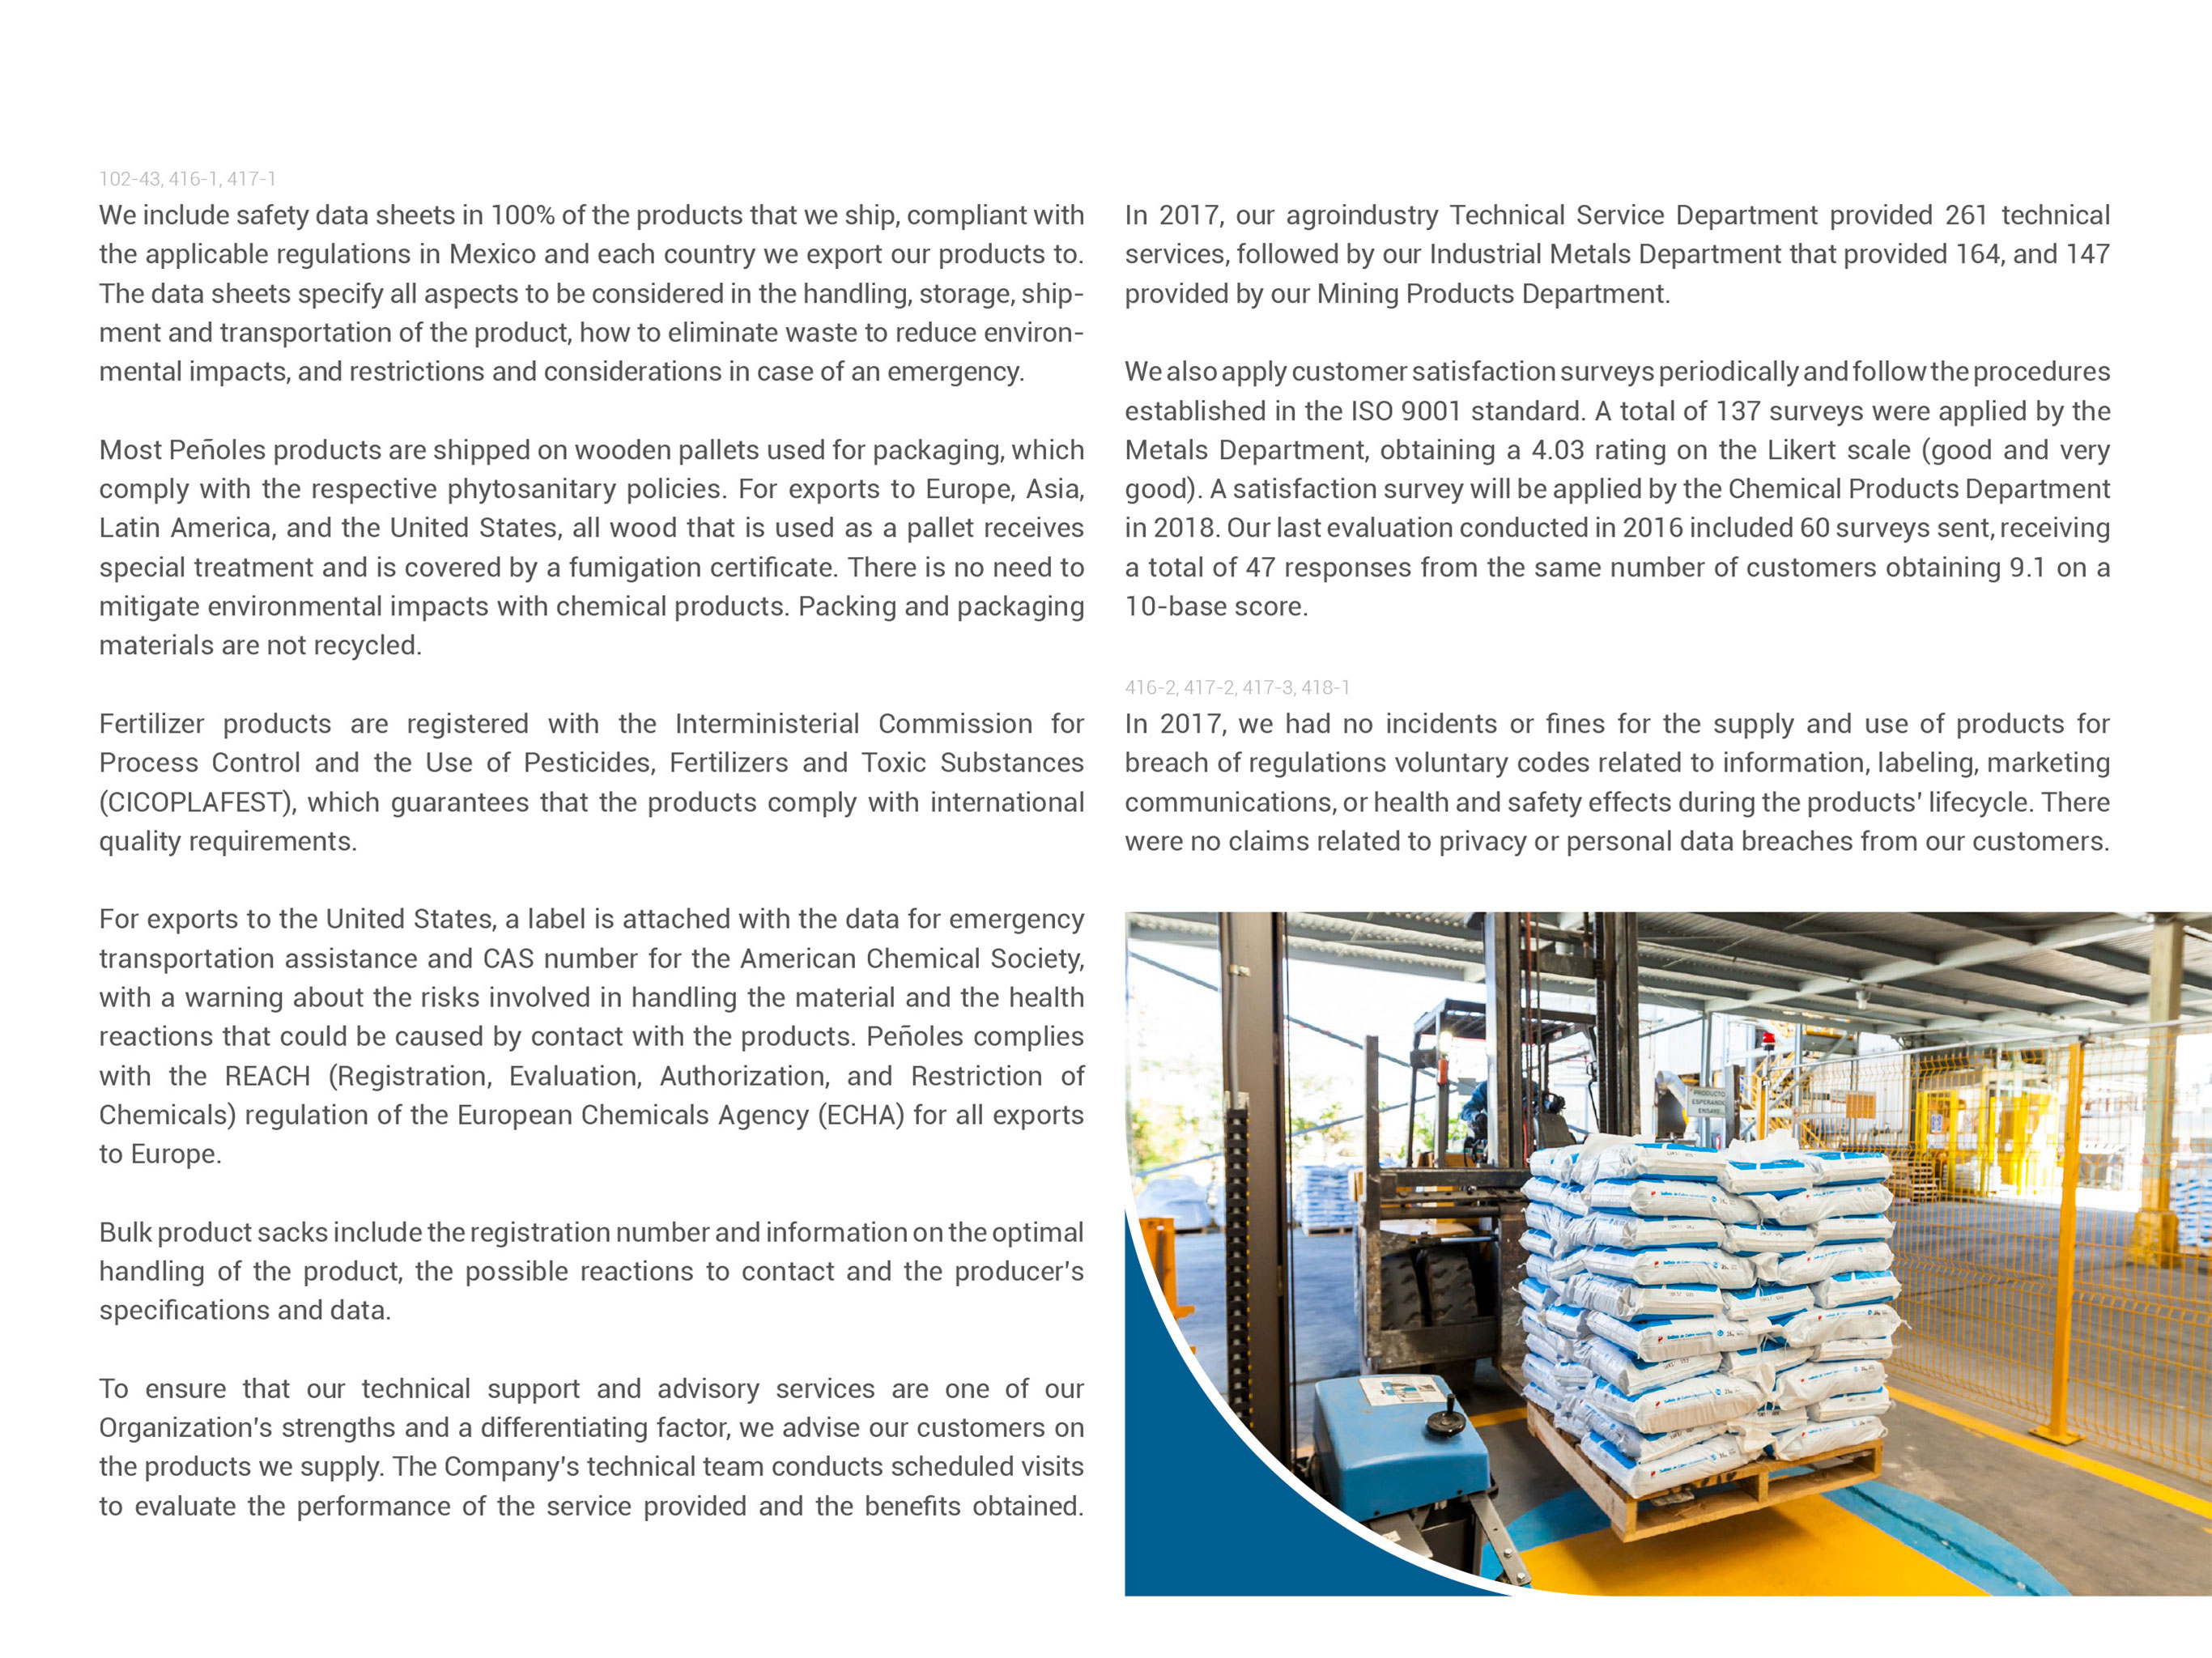 102-43, 416-1, 417-1
We include safety data sheets in 100% of the products that we ship, compliant with
the applicable regulations in Mexico and each country we export our products to.
The data sheets specify all aspects to be considered in the handling, storage, ship-
ment and transportation of the product, how to eliminate waste to reduce environ-
mental impacts, and restrictions and considerations in case of an emergency.
Most Peñoles products are shipped on wooden pallets used for packaging, which
comply with the respective phytosanitary policies. For exports to Europe, Asia,
Latin America, and the United States, all wood that is used as a pallet receives
special treatment and is covered by a fumigation certificate. There is no need to
mitigate environmental impacts with chemical products. Packing and packaging
materials are not recycled.
Fertilizer products are registered with the Interministerial Commission for
Process Control and the Use of Pesticides, Fertilizers and Toxic Substances
(CICOPLAFEST), which guarantees that the products comply with international
quality requirements.
For exports to the United States, a label is attached with the data for emergency
transportation assistance and CAS number for the American Chemical Society,
with a warning about the risks involved in handling the material and the health
reactions that could be caused by contact with the products. Peñoles complies
with the REACH (Registration, Evaluation, Authorization, and Restriction of
Chemicals) regulation of the European Chemicals Agency (ECHA) for all exports
to Europe.
Bulk product sacks include the registration number and information on the optimal
handling of the product, the possible reactions to contact and the producer's
specifications and data.
To ensure that our technical support and advisory services are one of our
Organization's strengths and a differentiating factor, we advise our customers on
the products we supply. The Company's technical team conducts scheduled visits
to evaluate the performance of the service provided and the benefits obtained.
In 2017, our agroindustry Technical Service Department provided 261 technical
services, followed by our Industrial Metals Department that provided 164, and 147
provided by our Mining Products Department.
We also apply customer satisfaction surveys periodically and follow the procedures
established in the ISO 9001 standard. A total of 137 surveys were applied by the
Metals Department, obtaining a 4.03 rating on the Likert scale (good and very
good). A satisfaction survey will be applied by the Chemical Products Department
in 2018. Our last evaluation conducted in 2016 included 60 surveys sent, receiving
a total of 47 responses from the same number of customers obtaining 9.1 on a
10-base score.
416-2, 417-2, 417-3, 418-1
In 2017, we had no incidents or fines for the supply and use of products for
breach of regulations voluntary codes related to information, labeling, marketing
communications, or health and safety effects during the products' lifecycle. There
were no claims related to privacy or personal data breaches from our customers.
PRODUCTO
ESPERANDO
ENSAYE